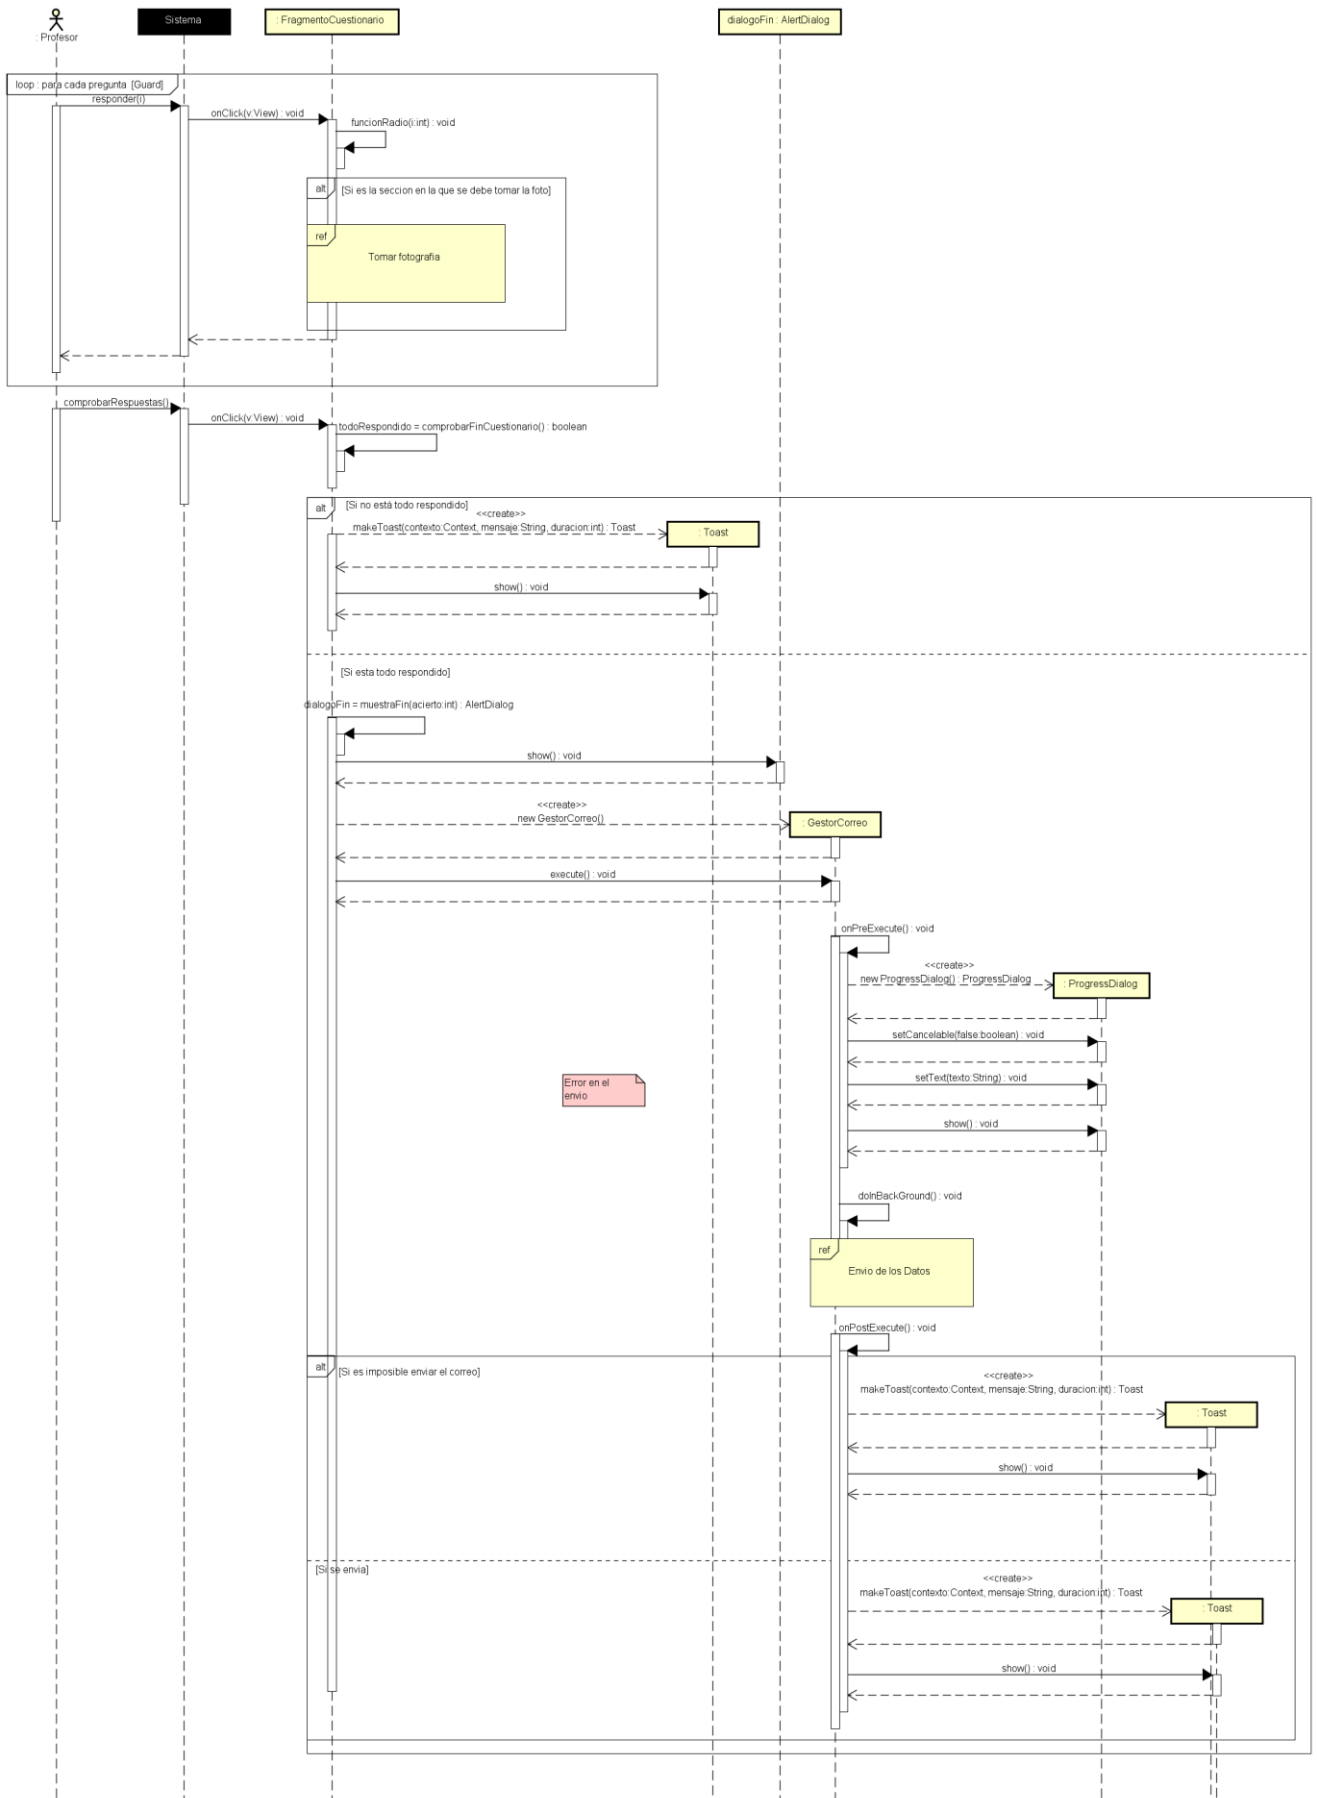 : Profesor
Sistema
: FragmentoCuestionario
dialogoFin : AlertDialog
loop : para cada pregunta [Guard]
responder(i)
onClick(v:View) : void
funcionRadio(i:int) : void
alt
[Si es la seccion en la que se debe tomar la foto]
ref
Tomar fotografia
comprobarRespuestas()
onClick(v:View) : void
todoRespondido = comprobarFinCuestionario() : boolean
alt
[Si no está todo respondido]
<<create>>
makeToast(contexto:Context, mensaje:String, duracion:int) : Toast
: Toast
show() : void
[Si esta todo respondido]
dialogoFin = muestraFin(acierto:int) : AlertDialog
show() : void
<<create>>
new GestorCorreo()
: GestorCorreo
execute() : void
onPreExecute() : void
<<create>>
new ProgressDialog() : ProgressDialog
: ProgressDialog
setCancelable(false:boolean) : void
Error en el
envio
setText(texto:String) : void
show() : void
doInBackGround() : void
ref
Envio de los Datos
onPostExecute() : void
alt
[Si es imposible enviar el correo]
<<create>>
makeToast(contexto:Context, mensaje:String, duracion:int) : Toast
: Toast
show() : void
[Si se envia]
<<create>>
makeToast(contexto:Context, mensaje:String, duracion:int) : Toast
: Toast
show() : void